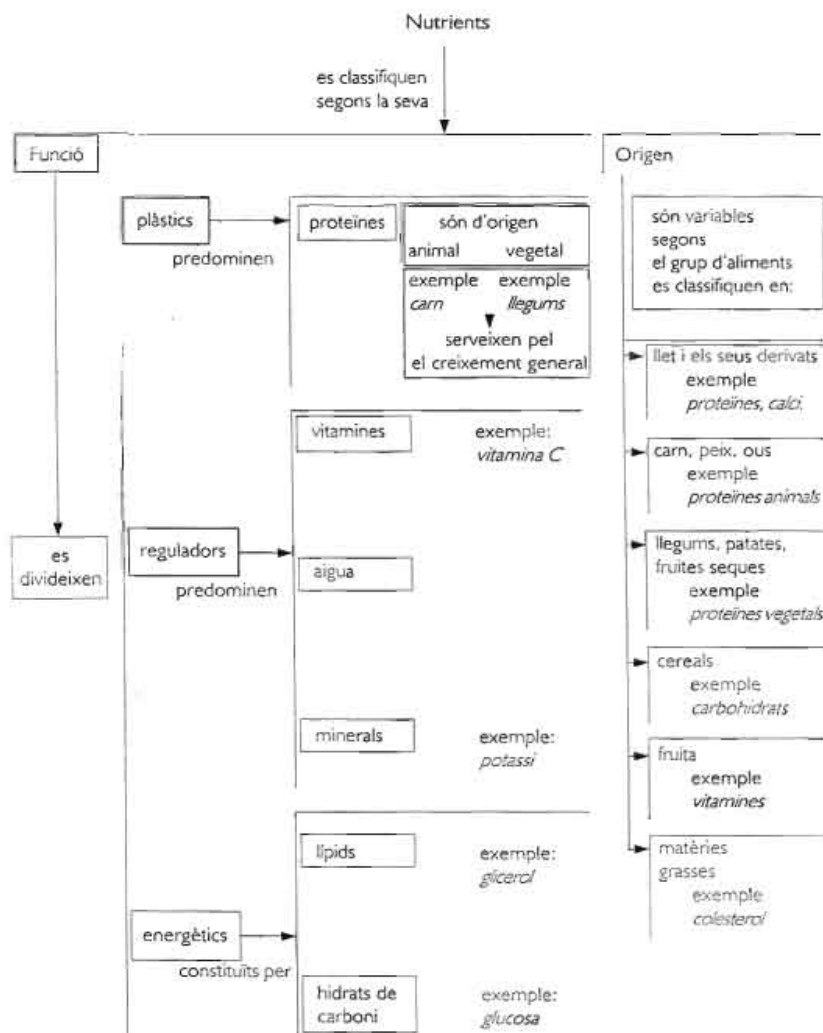 Nutrients
es classifiquen
segons la seva
Funció
es
divideixen
plàstics
predominen
proteïnes
són d'origen
animal vegetal
exemple exemple
carn llegums
serveixen pel
el creixement general
reguladors
predominen
vitamines exemple:
vitamina C
aigua
minerals exemple:
potassi
energètics
constituïts per
lípids exemple:
glicerol
hidrats de exemple:
carboni glucosa
Origen
són variables
segons
el grup d'aliments
es classifiquen en:
llet i els seus derivats
exemple
proteïnes, calci.
carn, peix, ous
exemple
proteïnes animals
llegums, patates,
fruites seques
exemple
proteïnes vegetals
cereals
exemple
carbohidrats
fruita
exemple
vitamines
matèries
grasses
exemple
colesterol